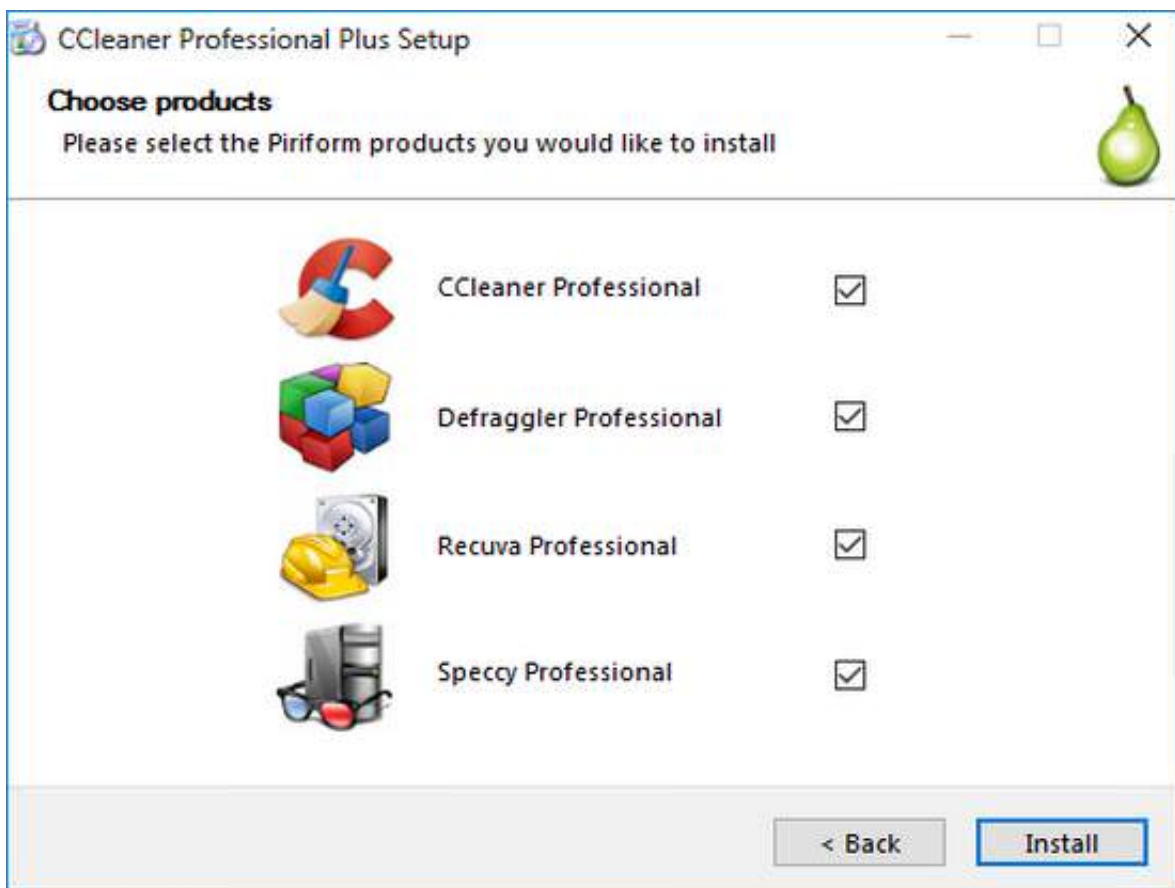 CCleaner Professional Plus Setup
Choose products
Please select the Piriform products you would like to install
CCleaner Professional
Defraggler Professional
Recuva Professional
Speccy Professional
< Back
Install